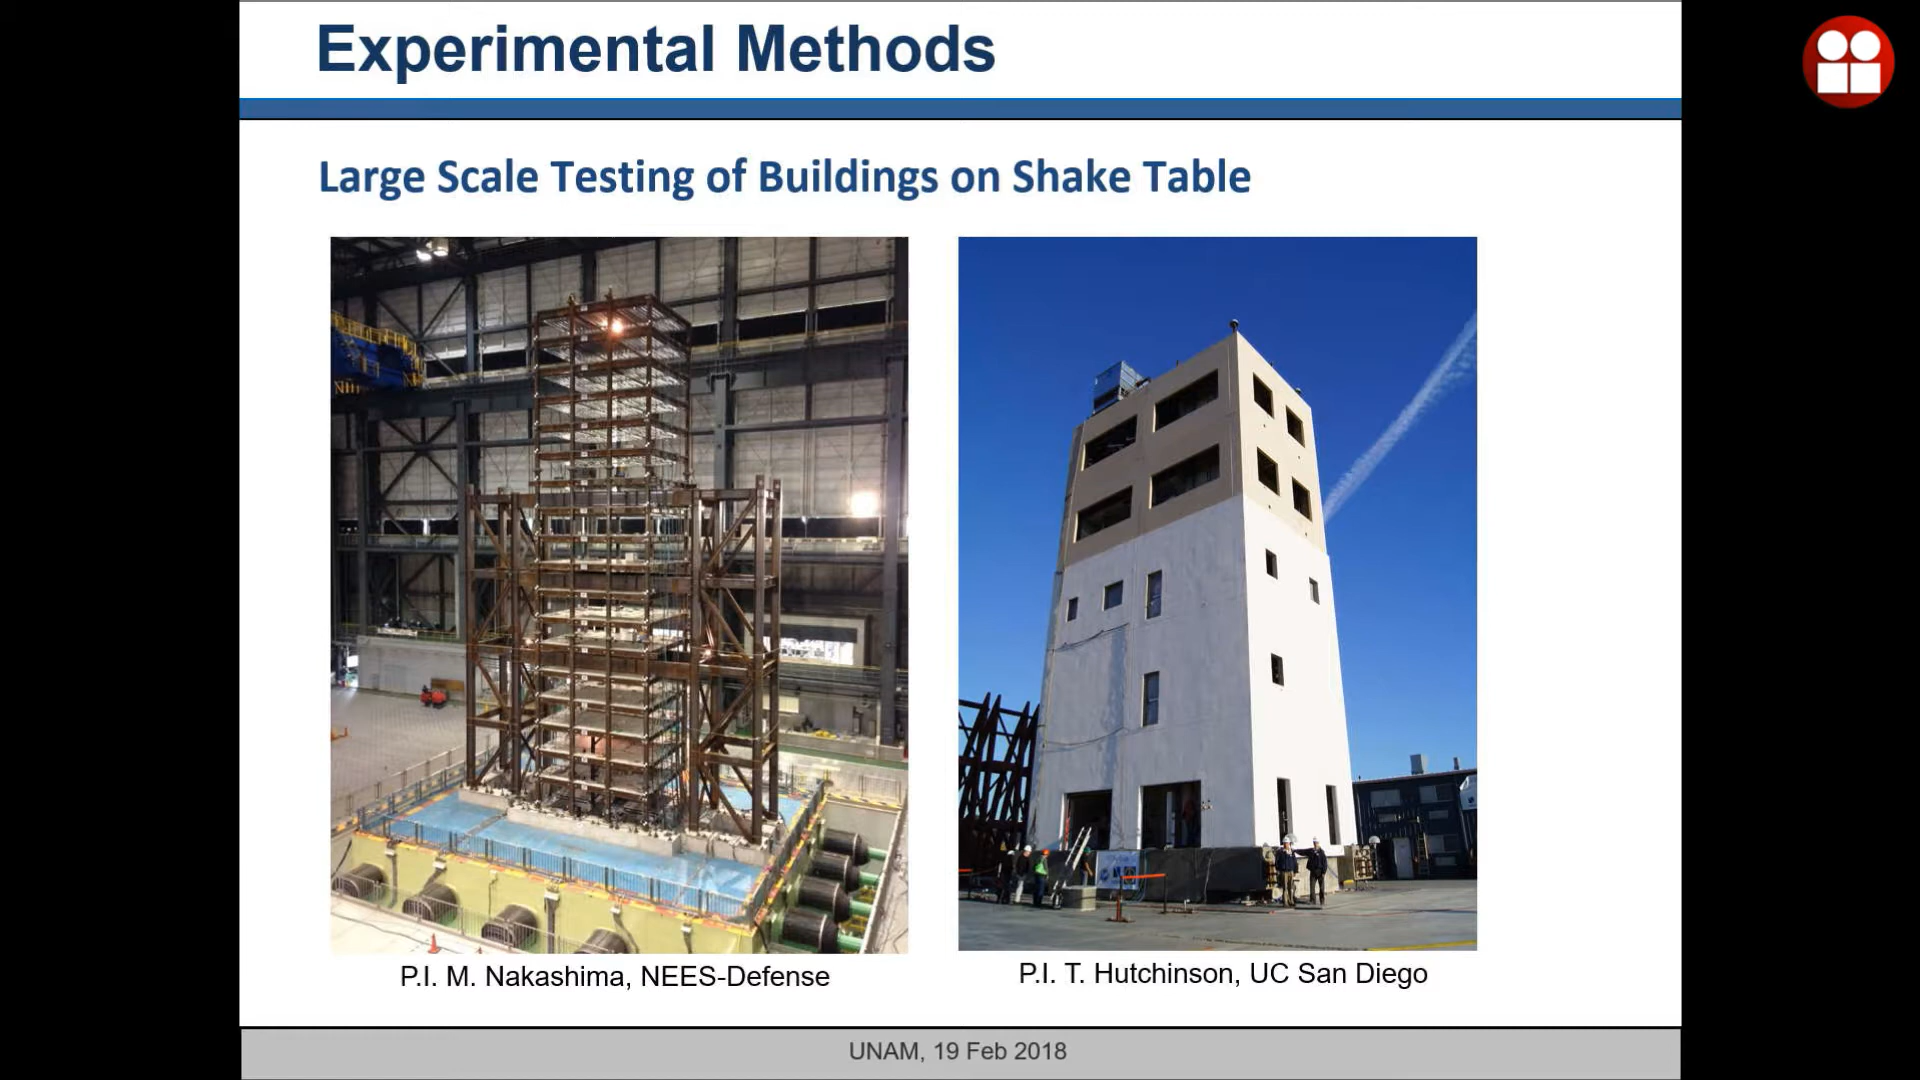 Experimental Methods
Large Scale Testing of Buildings on Shake Table
P.I. M. Nakashima, NEES-Defense
P.I. T. Hutchinson, UC San Diego
UNAM, 19 Feb 2018